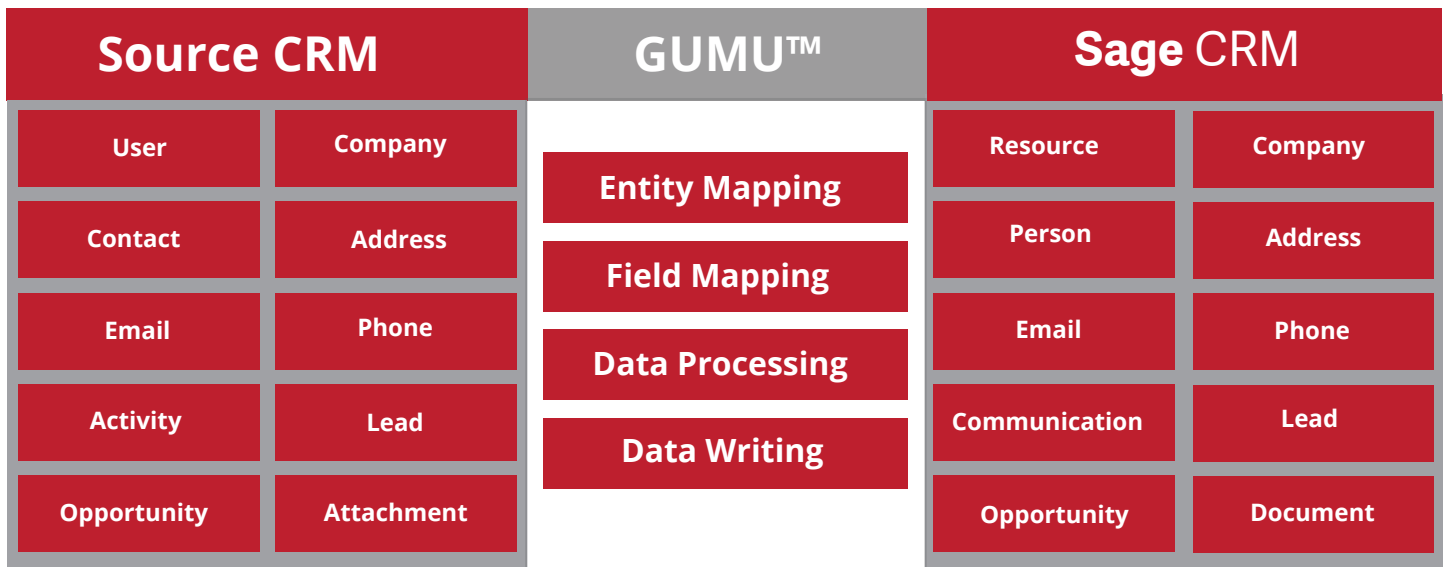 Source CRM
GUMU™
Sage CRM
User
Company
Contact
Address
Email
Phone
Activity
Lead
Opportunity
Attachment
Entity Mapping
Field Mapping
Data Processing
Data Writing
Resource
Company
Person
Address
Email
Phone
Communication
Lead
Opportunity
Document